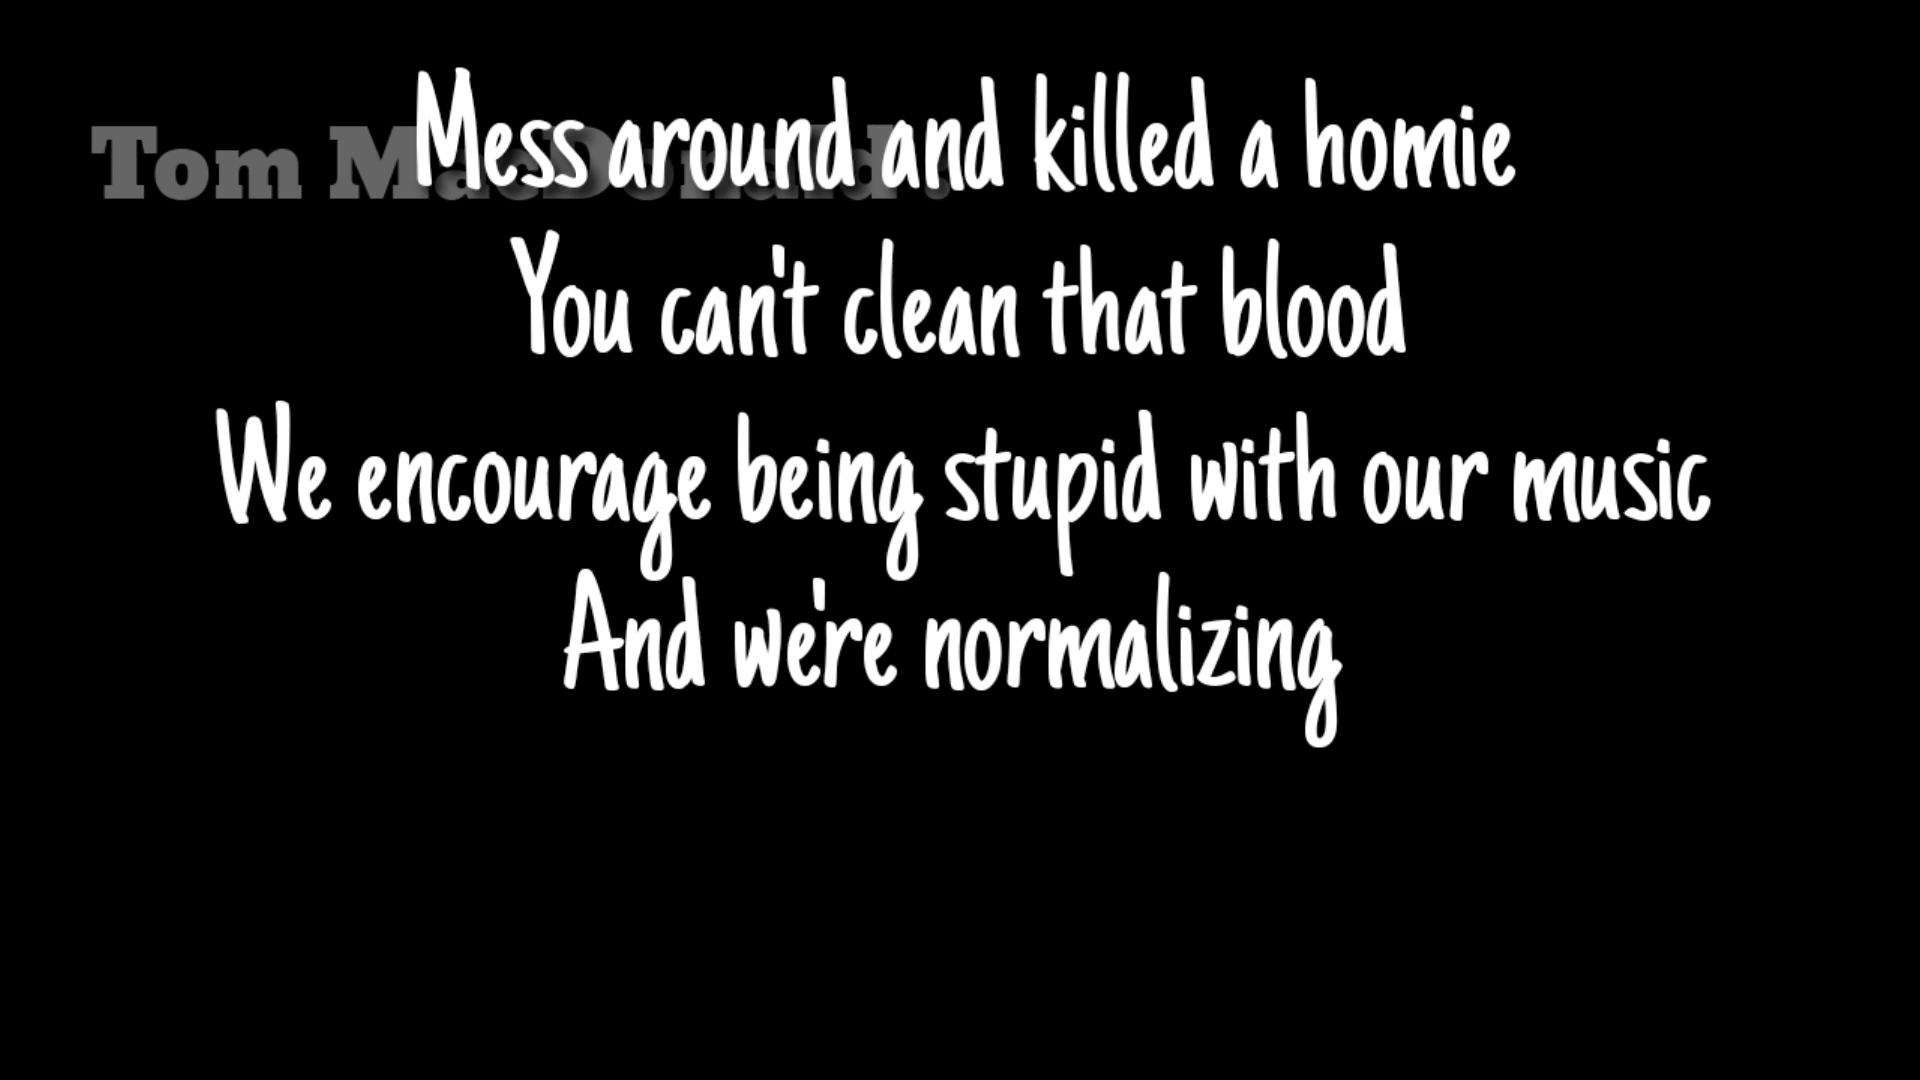 Tom MacDonald :
Mess around and killed a homie
You can't clean that blood
We encourage being stupid with our music
And we're normalizing